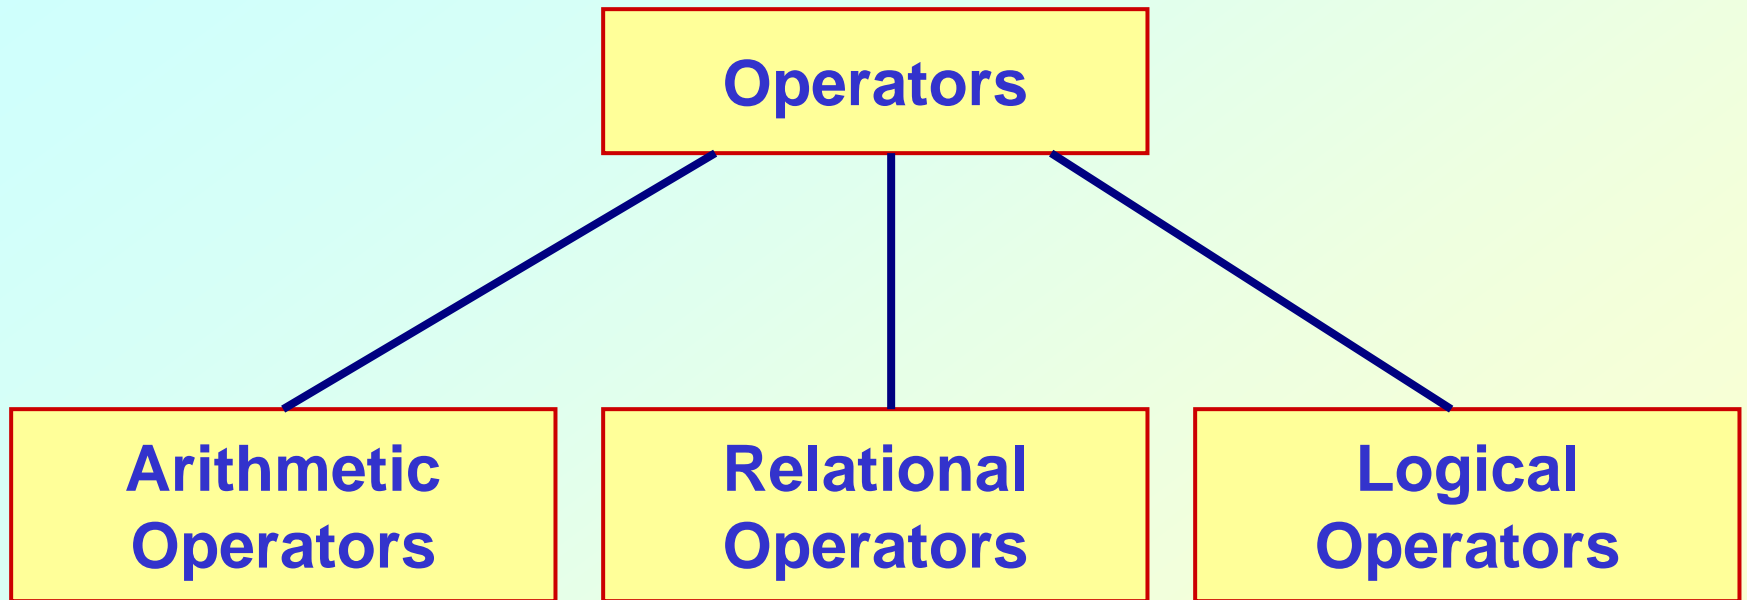 Operators
Arithmetic
Operators
Relational
Operators
Logical
Operators